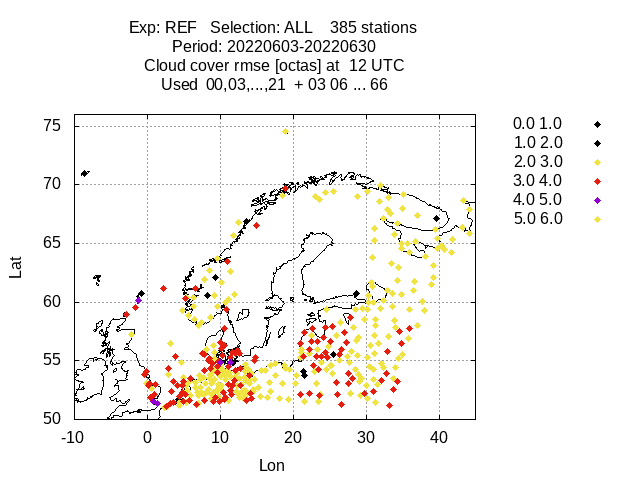 Exp: REF Selection: ALL 385 stations
Period: 20220603-20220630
Cloud cover rmse [octas] at 12 UTC
Used 00,03,...,21 + 03 06 ... 66
75
70
65
60
55
50
Lat
-10 0 10 20 30 40
Lon
0.0 1.0
1.0 2.0
2.0 3.0
3.0 4.0
4.0 5.0
5.0 6.0